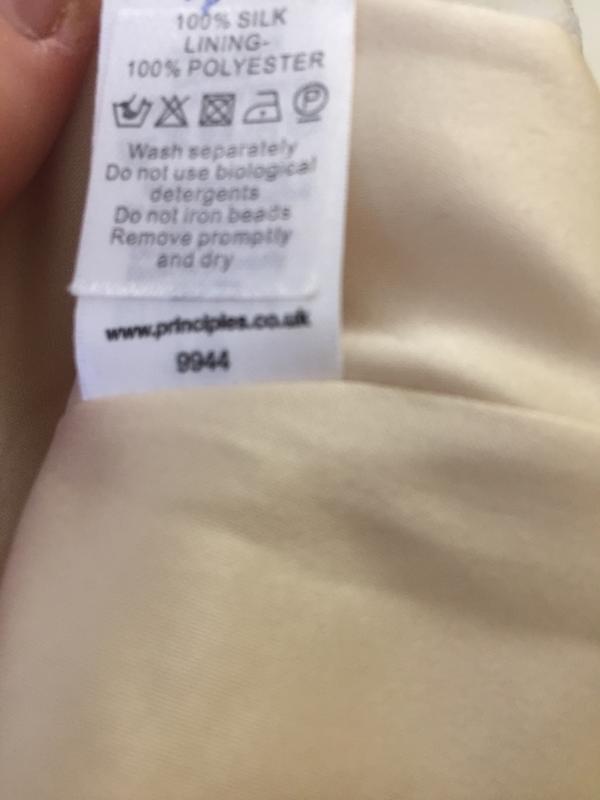 100% SILK
LINING-
100% POLYESTER
P
Wash separately
Do not use biological
detergents
Do not iron beads
Remove promptly
and dry
www.principles.co.uk
9944